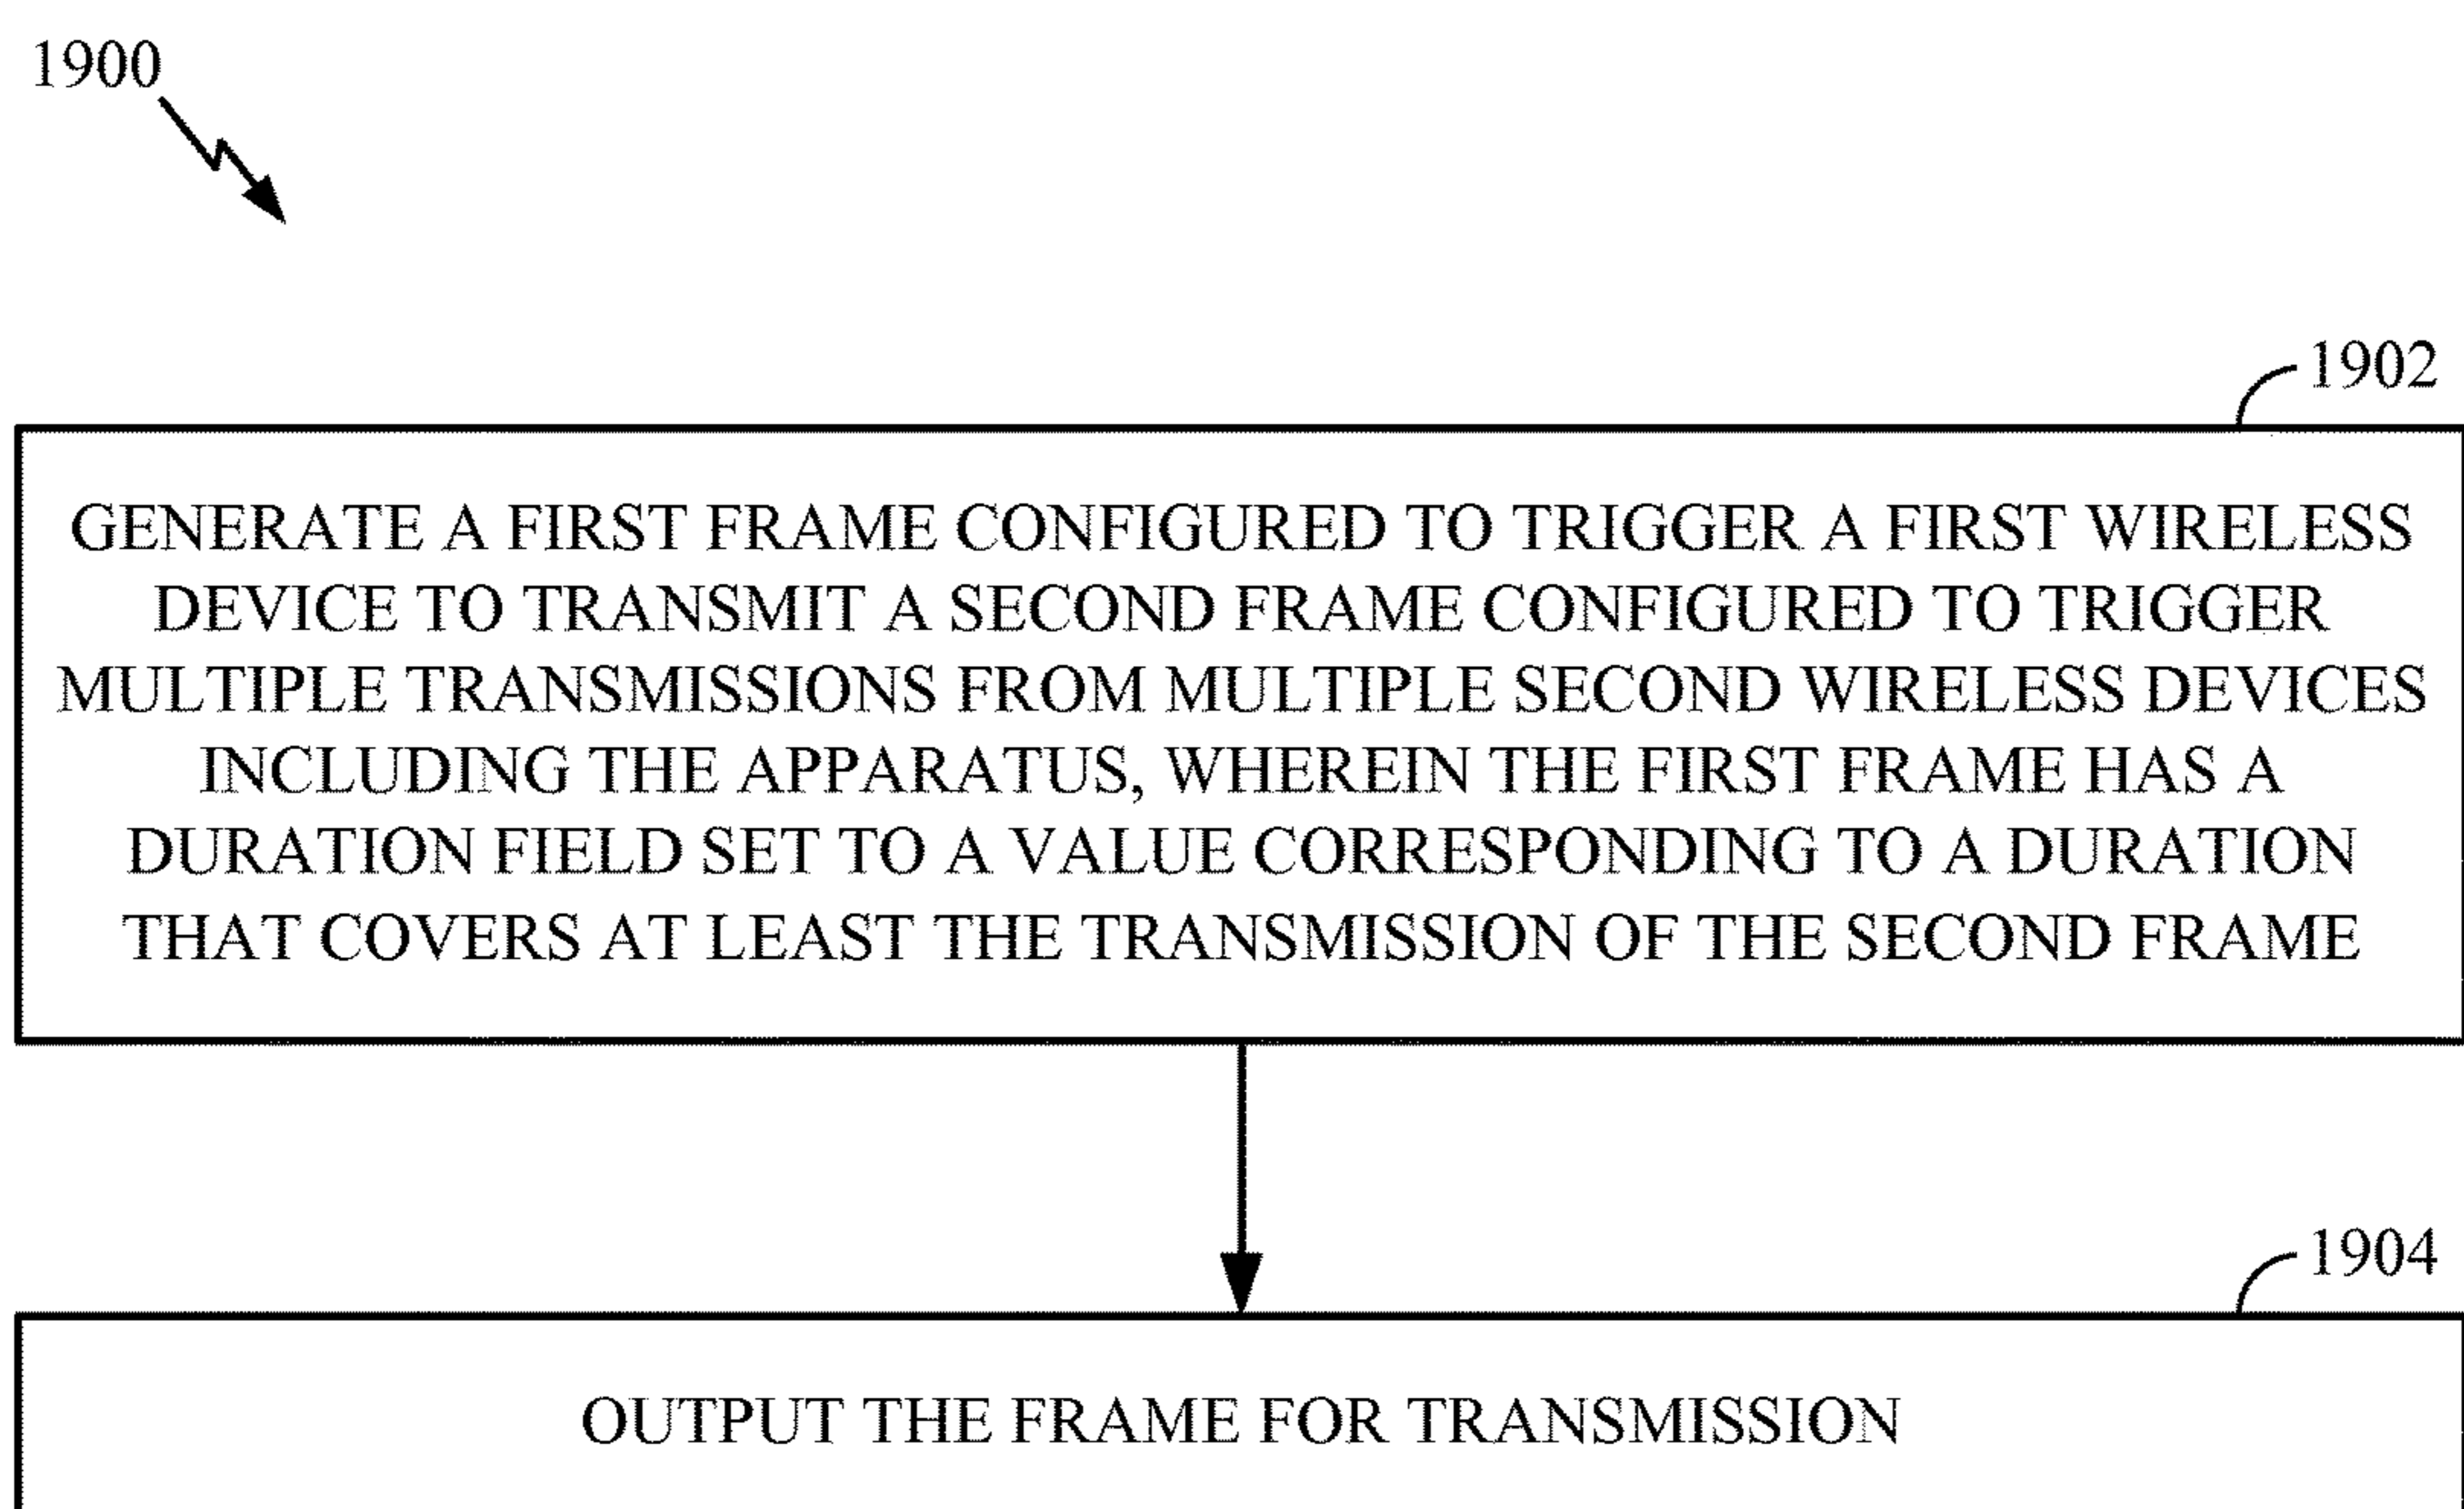 1900
1902
GENERATE A FIRST FRAME CONFIGURED TO TRIGGER A FIRST WIRELESS
DEVICE TO TRANSMIT A SECOND FRAME CONFIGURED TO TRIGGER
MULTIPLE TRANSMISSIONS FROM MULTIPLE SECOND WIRELESS DEVICES
INCLUDING THE APPARATUS, WHEREIN THE FIRST FRAME HAS A
DURATION FIELD SET TO A VALUE CORRESPONDING TO A DURATION
THAT COVERS AT LEAST THE TRANSMISSION OF THE SECOND FRAME
1904
OUTPUT THE FRAME FOR TRANSMISSION